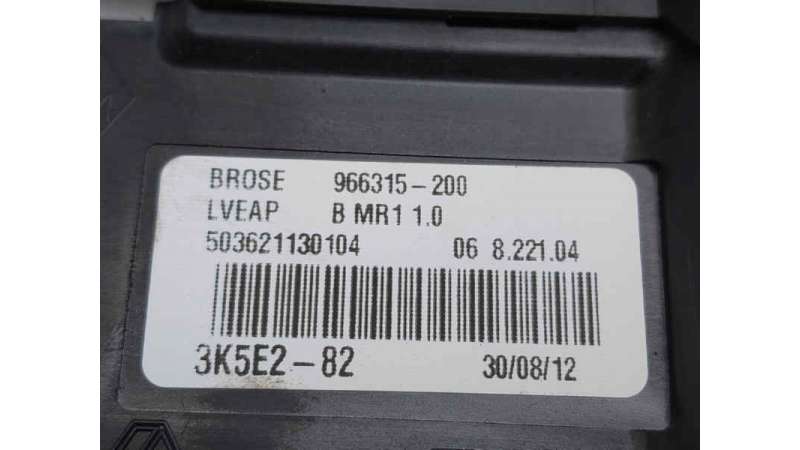 BROSE 966315-200
LVEAP B MR1 1.0
503621130104 06 8.221.04
3K5E2-82 30/08/12